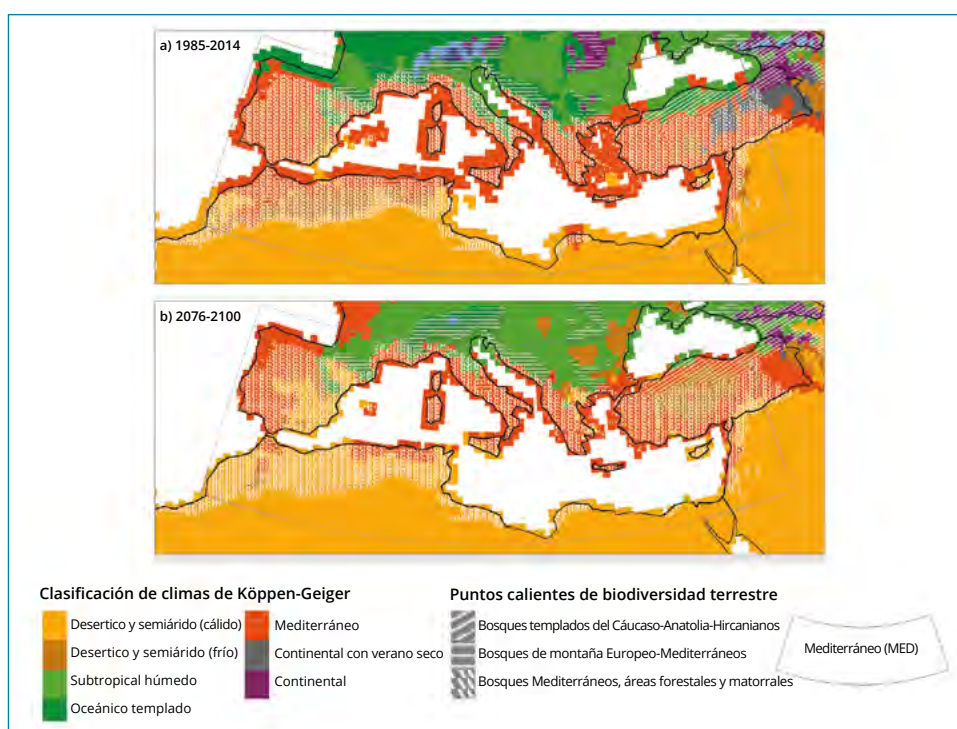 a) 1985-2014
b) 2076-2100
Clasificación de climas de Köppen-Geiger
Desertico y semiárido (cálido)
Desertico y semiárido (frío)
Subtropical húmedo
Oceánico templado
Mediterráneo
Continental con verano seco
Continental
Puntos calientes de biodiversidad terrestre
Bosques templados del Cáucaso-Anatolia-Hircanianos
Bosques de montaña Europeo-Mediterráneos
Bosques Mediterráneos, áreas forestales y matorrales
Mediterráneo (MED)